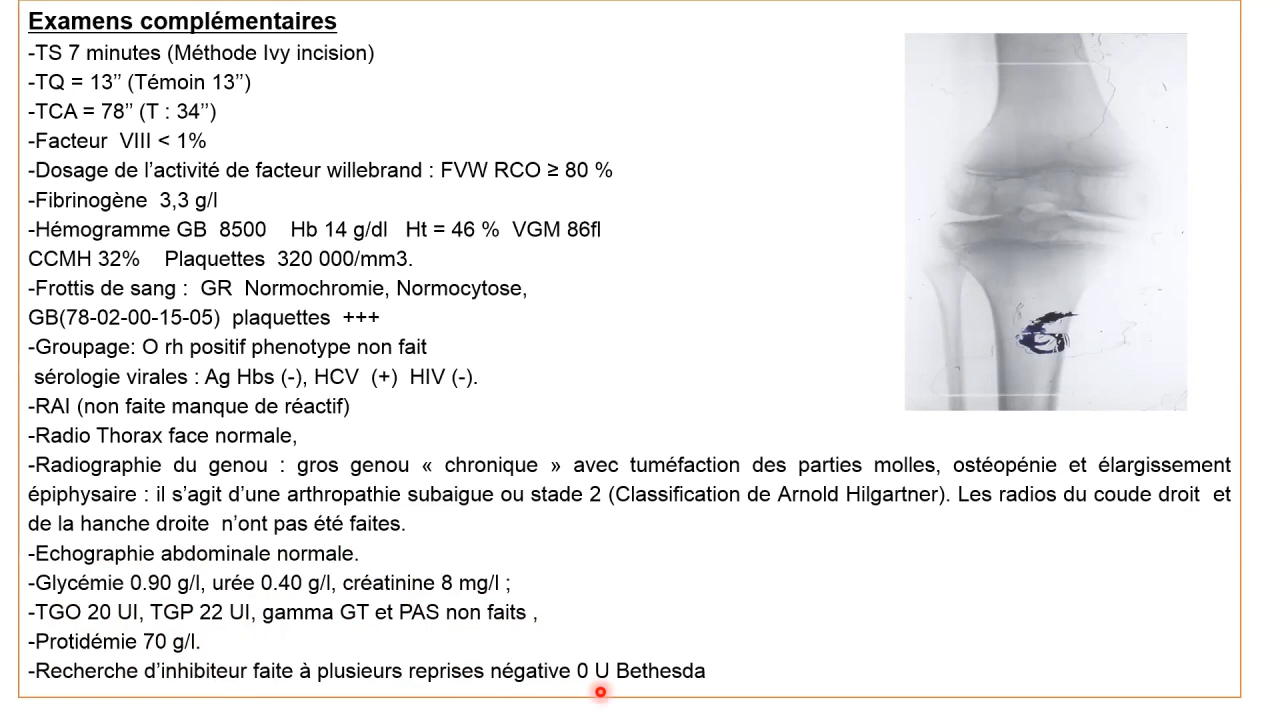 Examens complémentaires
-TS 7 minutes (Méthode Ivy incision)
-TQ = 13’’ (Témoin 13’’)
-TCA = 78’’ (T : 34’’)
-Facteur VIII < 1%
-Dosage de l’activité de facteur willebrand : FVW RCO ≥ 80 %
-Fibrinogène 3,3 g/l
-Hémogramme GB 8500 Hb 14 g/dl Ht = 46 % VGM 86fl
CCMH 32% Plaquettes 320 000/mm3.
-Frottis de sang : GR Normochromie, Normocytose,
GB(78-02-00-15-05) plaquettes +++
-Groupage: O rh positif phenotype non fait
sérologie virales : Ag Hbs (-), HCV (+) HIV (-).
-RAI (non faite manque de réactif)
-Radio Thorax face normale,
-Radiographie du genou : gros genou « chronique » avec tuméfaction des parties molles, ostéopénie et élargissement
épiphysaire : il s’agit d’une arthropathie subaigue ou stade 2 (Classification de Arnold Hilgartner). Les radios du coude droit et
de la hanche droite n’ont pas été faites.
-Echographie abdominale normale.
-Glycémie 0.90 g/l, urée 0.40 g/l, créatinine 8 mg/l ;
-TGO 20 UI, TGP 22 UI, gamma GT et PAS non faits ,
-Protidémie 70 g/l.
-Recherche d’inhibiteur faite à plusieurs reprises négative 0 U Bethesda